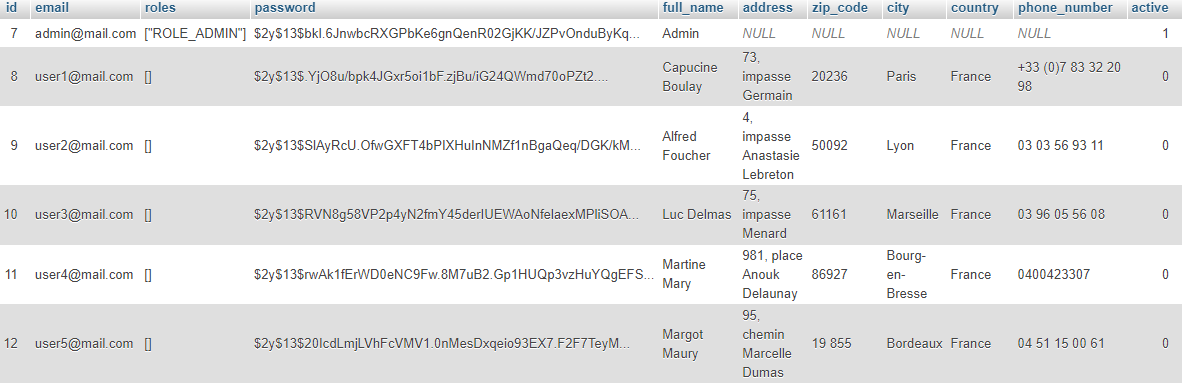 id email roles password full_name address zip_code city country phone_number active
7 admin@mail.com ["ROLE_ADMIN"] $2y$13$bkl.6JnwbcRXGPbKe6gnQenR02GjKK/JZPvOnduByKq... Admin NULL NULL NULL NULL NULL 1
8 user1@mail.com [] $2y$13$.YjO8u/bpk4JGxr5oi1bF.zjBu/iG24QWmd70oPZt2.... Capucine Boulay 73, impasse Germain 20236 Paris France +33 (0)7 83 32 20 98 0
9 user2@mail.com [] $2y$13$SlAyRcU.OfwGXFT4bPlXHuInNMZf1nBgaQeq/DGK/kM... Alfred Foucher 4, impasse Anastasie Lebreton 50092 Lyon France 03 03 56 93 11 0
10 user3@mail.com [] $2y$13$RVN8g58VP2p4yN2fmY45derlUEWAoNfelaexMPliSOA... Luc Delmas 75, impasse Menard 61161 Marseille France 03 96 05 56 08 0
11 user4@mail.com [] $2y$13$rwAk1fErWD0eNC9Fw.8M7uB2.Gp1HUQp3vzHuYQgEFS... Martine Mary 981, place Anouk Delaunay 86927 Bourg-en-Bresse France 0400423307 0
12 user5@mail.com [] $2y$13$20IcdLmjLVhFcVMV1.0nMesDxqeio93EX7.F2F7TeyM... Margot Maury 95, chemin Marcelle Dumas 19 855 Bordeaux France 04 51 15 00 61 0